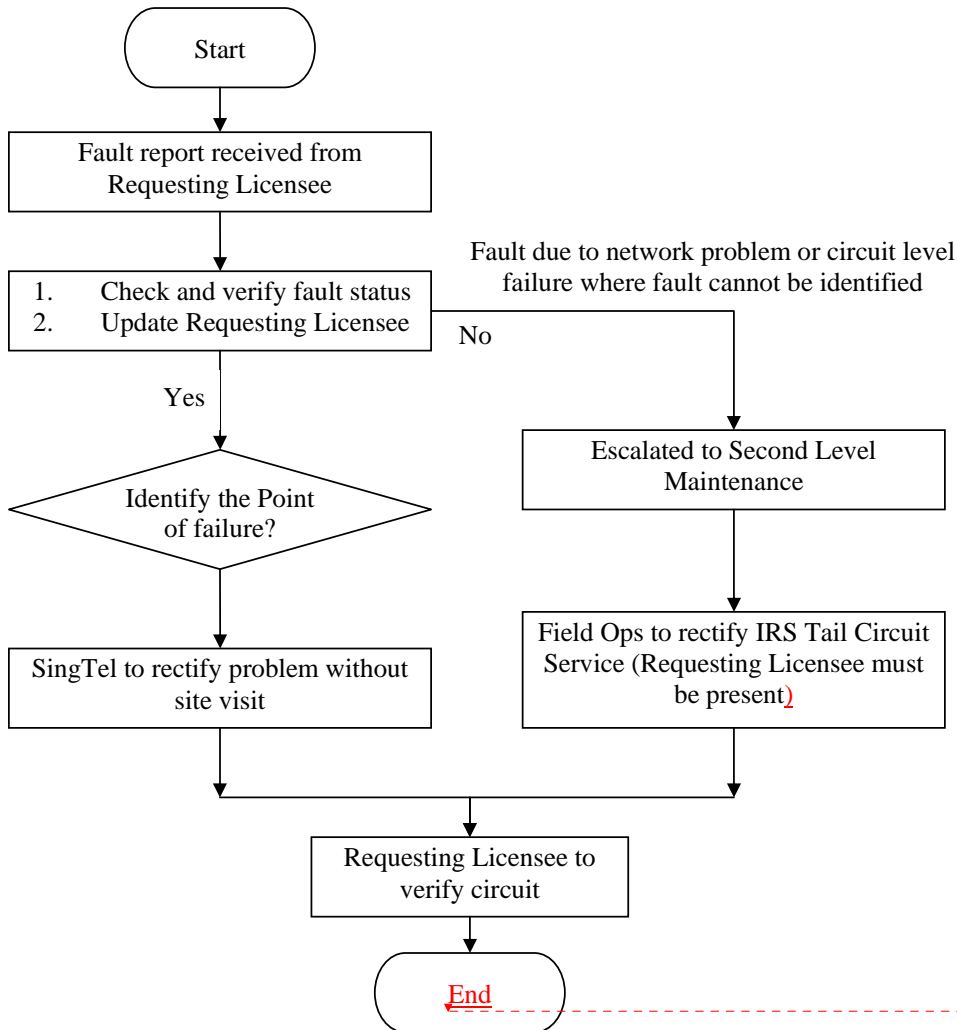 Start
Fault report received from
Requesting Licensee
Fault due to network problem or circuit level
failure where fault cannot be identified
1. Check and verify fault status
2. Update Requesting Licensee
No
Yes
Escalated to Second Level
Maintenance
Identify the Point
of failure?
Field Ops to rectify IRS Tail Circuit
Service (Requesting Licensee must
be present)
SingTel to rectify problem without
site visit
Requesting Licensee to
verify circuit
End